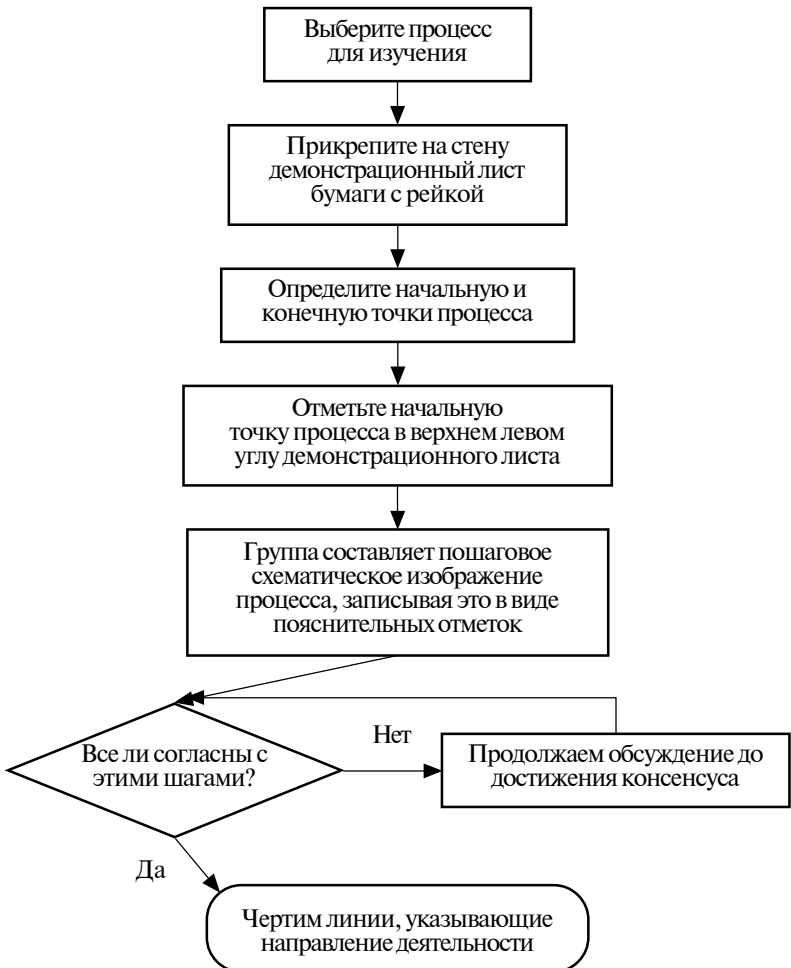 Выберите процесс
для изучения
Прикрепите на стену
демонстрационный лист
бумаги с рейкой
Определите начальную и
конечную точки процесса
Отметьте начальную
точку процесса в верхнем левом
углу демонстрационного листа
Группа составляет пошаговое
схематическое изображение
процесса, записывая это в виде
пояснительных отметок
Все ли согласны с
этими шагами?
Нет
Продолжаем обсуждение до
достижения консенсуса
Да
Чертим линии, указывающие
направление деятельности